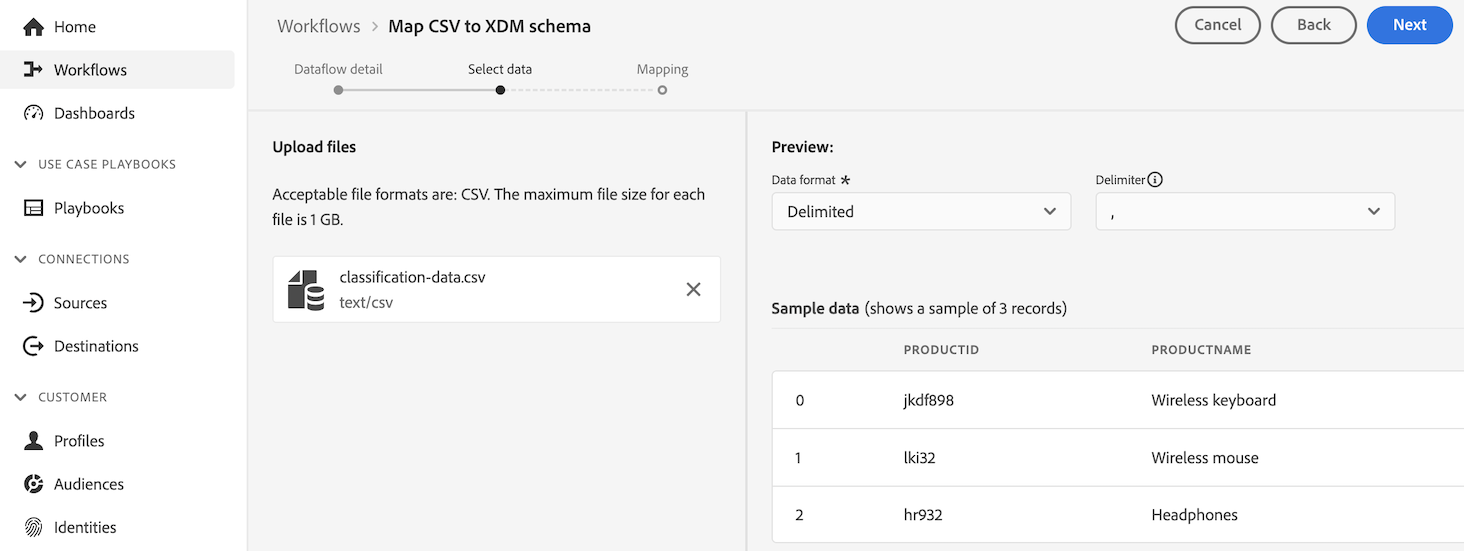 Home
Workflows
Dashboards
USE CASE PLAYBOOKS
Playbooks
CONNECTIONS
Sources
Destinations
CUSTOMER
Profiles
Audiences
Identities
Workflows > Map CSV to XDM schema
Cancel
Back
Next
Dataflow detail
Select data
Mapping
Upload files
Acceptable file formats are: CSV. The maximum file size for each
file is 1 GB.
classification-data.csv
text/csv
Preview:
Data format *
Delimited
Delimiter
,
Sample data (shows a sample of 3 records)
PRODUCTID PRODUCTNAME
0 jkdf898 Wireless keyboard
1 lki32 Wireless mouse
2 hr932 Headphones